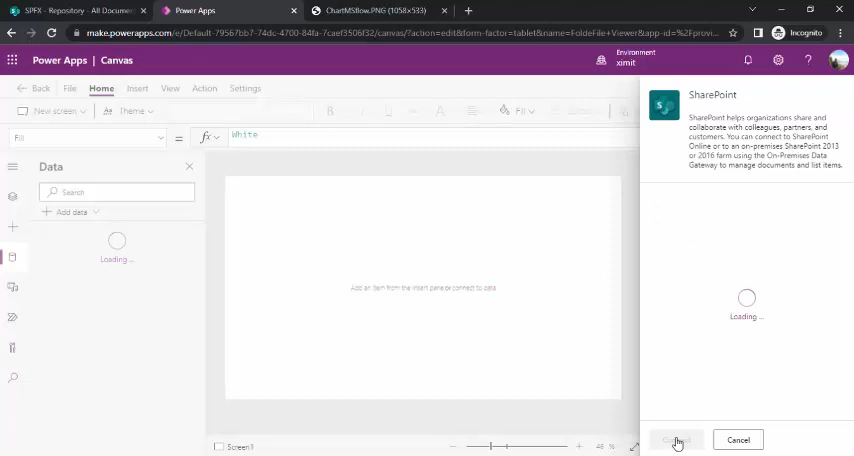 SPFX - Repository - All Documen
Power Apps
ChartMSflow.PNG (1058×533)
make.powerapps.com/e/Default-79567bb7-74dc-4700-84fa-7caef3506f32/canvas/?action=edit&form-factor=tablet&name=FoldeFile Viewer&app-id=%2Fprovi...
Incognito
Power Apps | Canvas
Environment
ximit
Back File Home Insert View Action Settings
New screen Theme B Fill
Fill = fx White
Data
Search
Add data
Loading ...
Add an item from the Insert pane or connect to data
Screen1
46 %
SharePoint
SharePoint helps organizations share and
collaborate with colleagues, partners, and
customers. You can connect to SharePoint
Online or to an on-premises SharePoint 2013
or 2016 farm using the On-Premises Data
Gateway to manage documents and list items.
Loading ...
Cancel